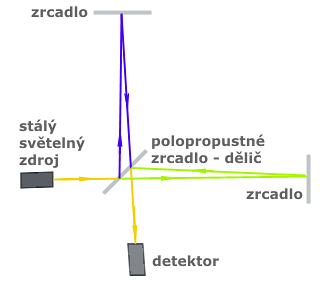 zrcadlo
stálý
světelný
zdroj
polopropustné
zrcadlo - dělič
zrcadlo
detektor